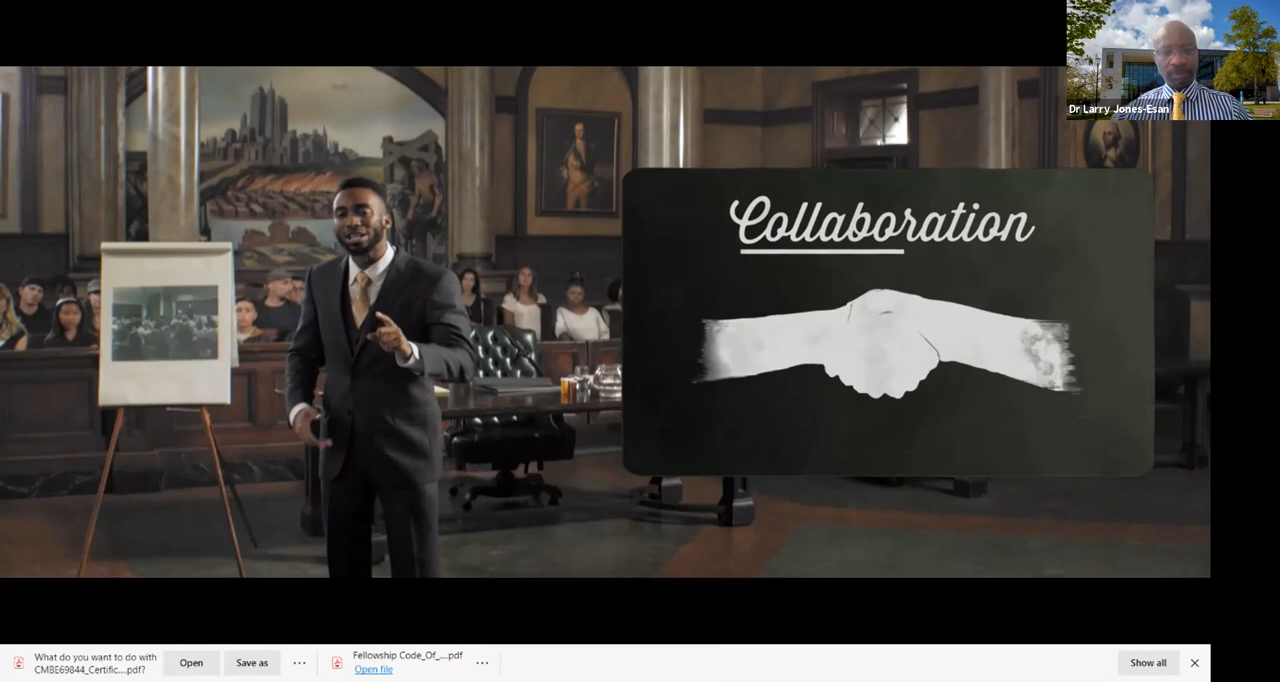 Dr Larry Jones-Esan
Collaboration
What do you want to do with
CMBE69844_Certific....pdf?
Open
Save as
Fellowship Code_Of_....pdf
Open file
Show all